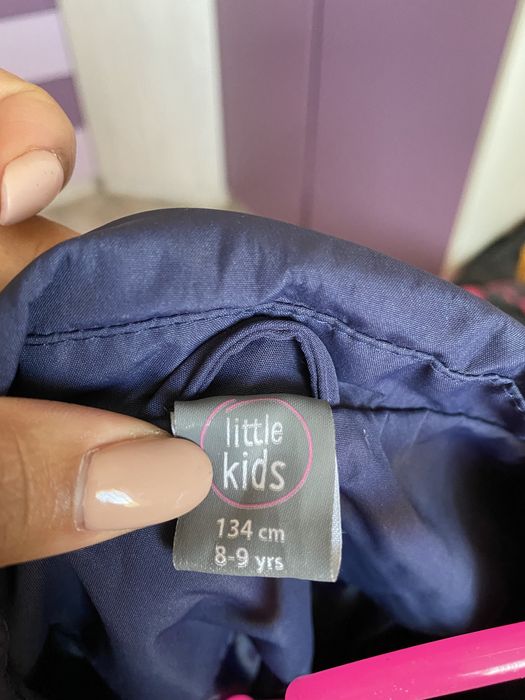 little
kids
134 cm
8-9 yrs